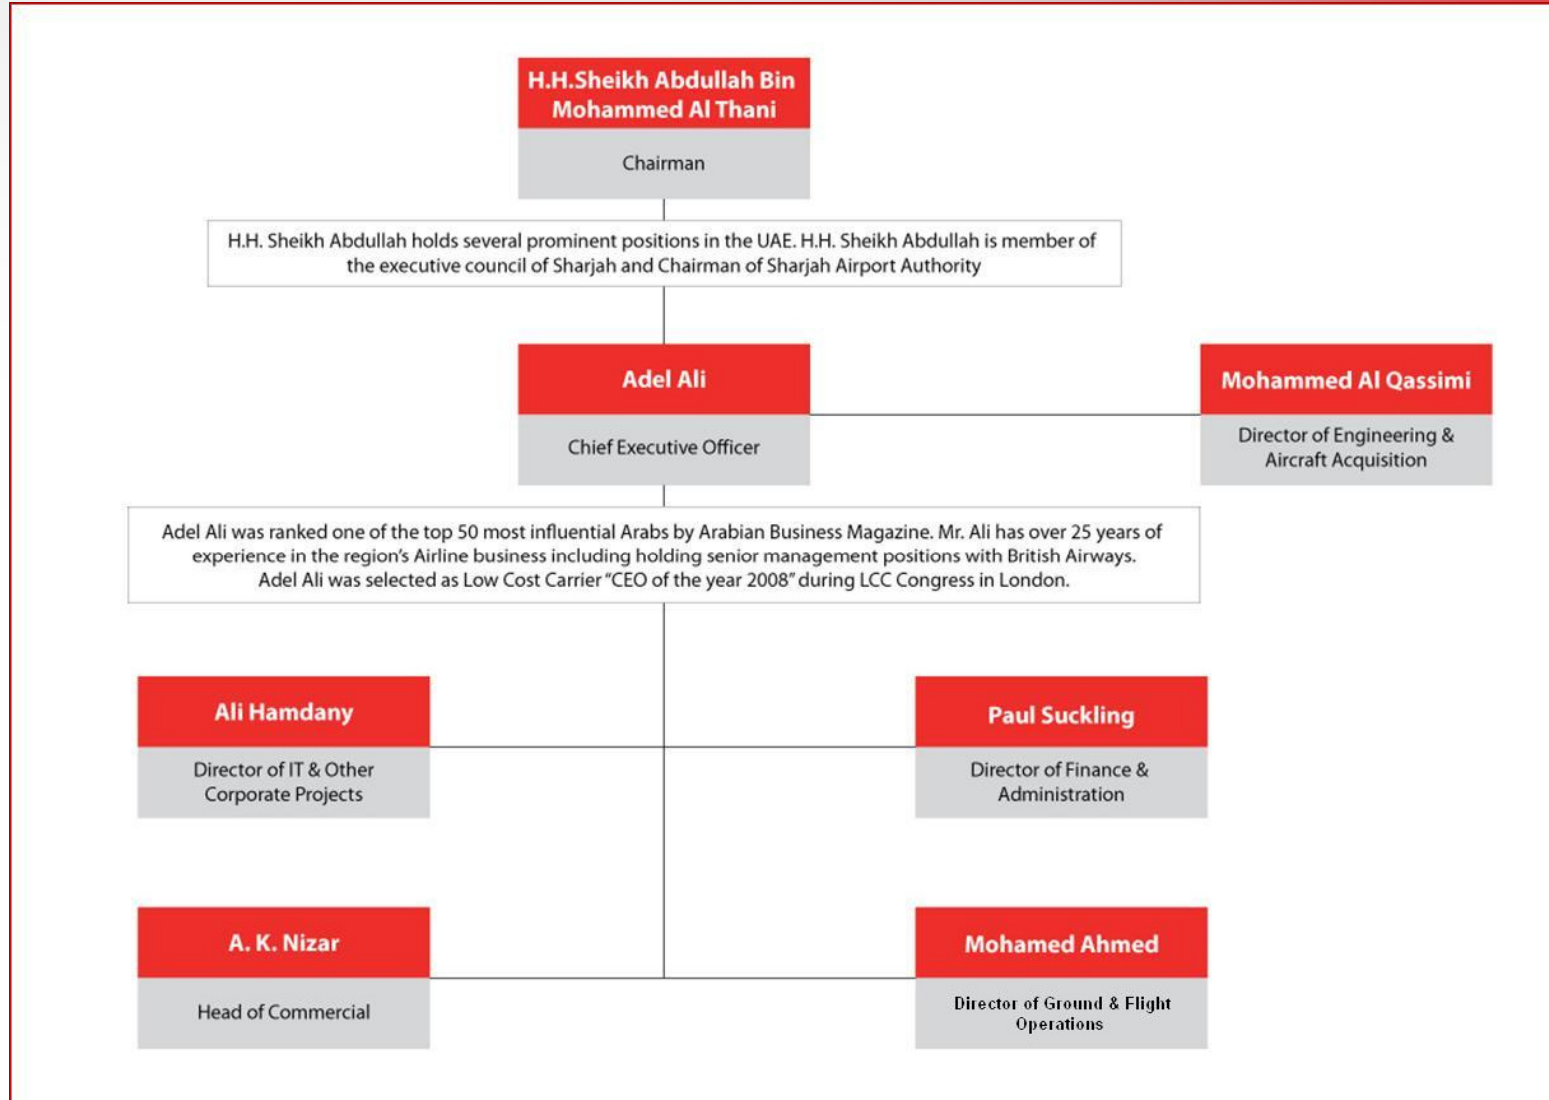 H.H.Sheikh Abdullah Bin
Mohammed Al Thani
Chairman
H.H. Sheikh Abdullah holds several prominent positions in the UAE. H.H. Sheikh Abdullah is member of
the executive council of Sharjah and Chairman of Sharjah Airport Authority
Adel Ali
Chief Executive Officer
Mohammed Al Qassimi
Director of Engineering &
Aircraft Acquisition
Adel Ali was ranked one of the top 50 most influential Arabs by Arabian Business Magazine. Mr. Ali has over 25 years of
experience in the region's Airline business including holding senior management positions with British Airways.
Adel Ali was selected as Low Cost Carrier "CEO of the year 2008" during LCC Congress in London.
Ali Hamdany
Director of IT & Other
Corporate Projects
Paul Suckling
Director of Finance &
Administration
A. K. Nizar
Head of Commercial
Mohamed Ahmed
Director of Ground & Flight
Operations